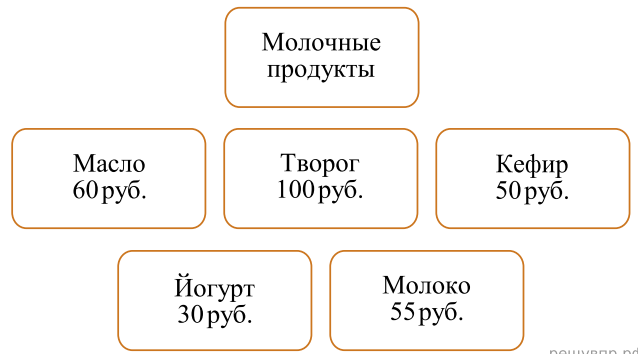 Молочные
продукты
Масло
60 руб.
Творог
100 руб.
Кефир
50 руб.
Йогурт
30 руб.
Молоко
55 руб.